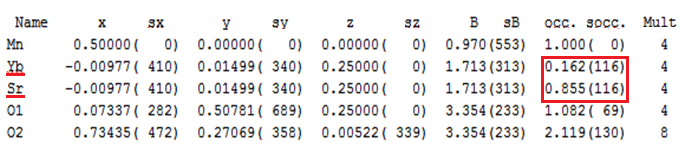 Name x sx y sy z sz B sB occ. socc. Mult
Mn 0.50000( 0) 0.00000( 0) 0.00000( 0) 0.970(553) 1.000( 0) 4
Yb -0.00977( 410) 0.01499( 340) 0.25000( 0) 1.713(313) 0.162(116) 4
Sr -0.00977( 410) 0.01499( 340) 0.25000( 0) 1.713(313) 0.855(116) 4
O1 0.07337( 282) 0.50781( 689) 0.25000( 0) 3.354(233) 1.082( 69) 4
O2 0.73435( 472) 0.27069( 358) 0.00522( 339) 3.354(233) 2.119(130) 8